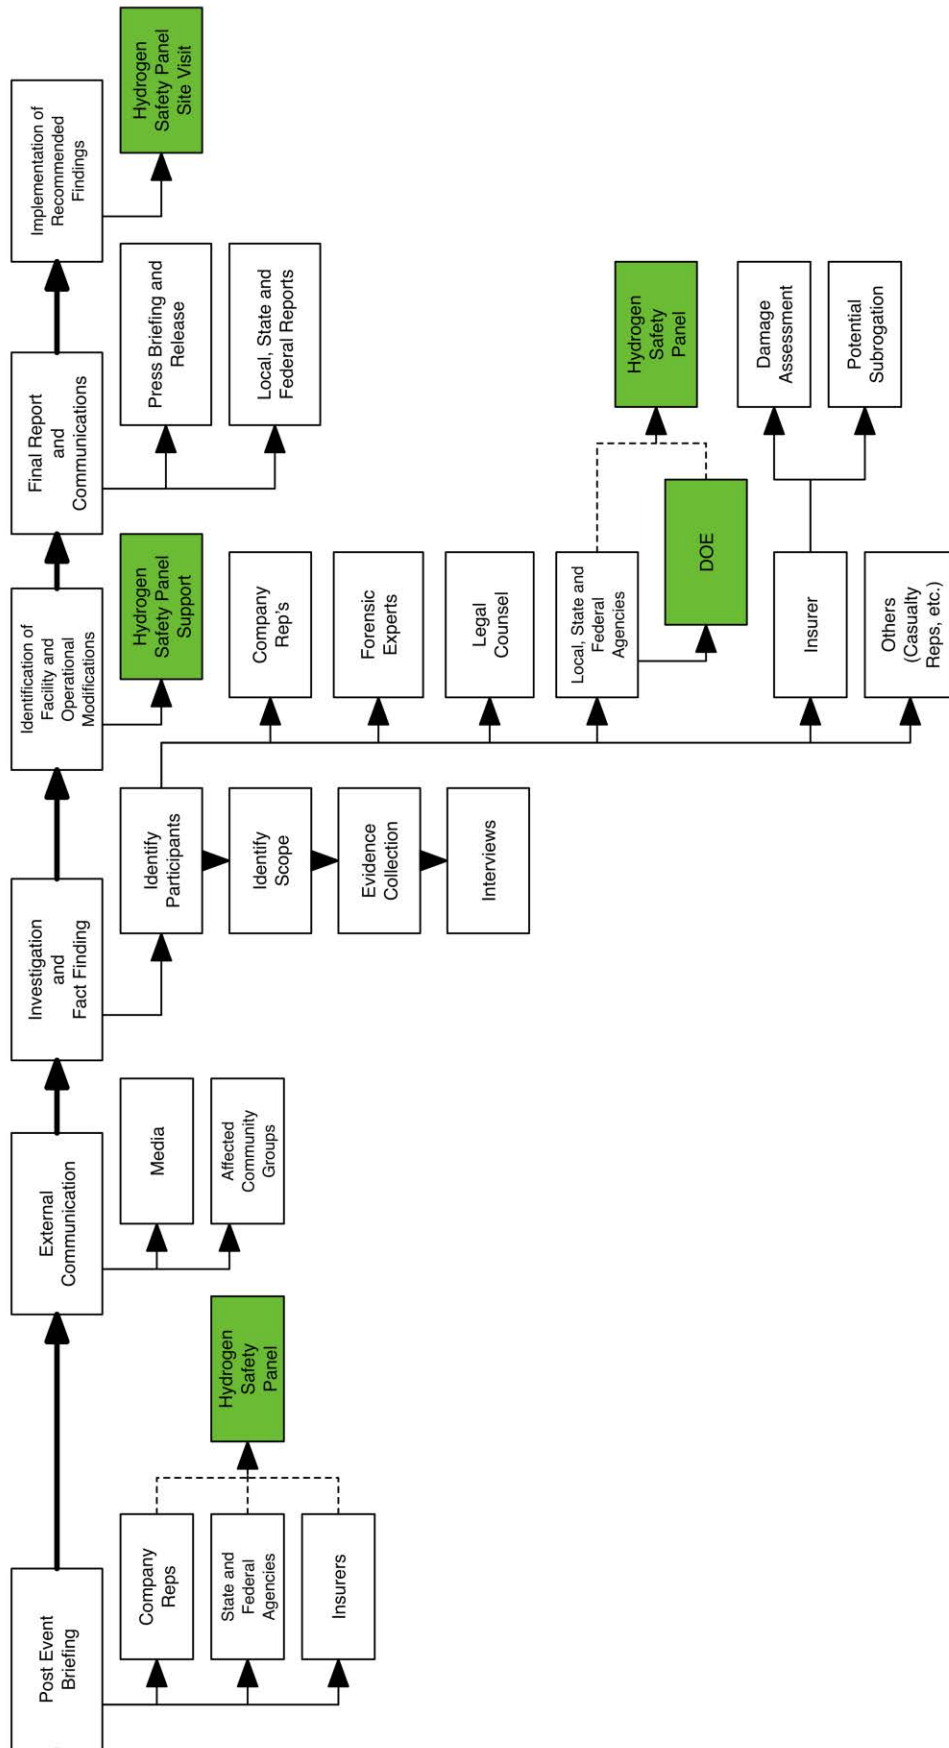 Post Event
Briefing
Company
Reps
State and
Federal
Agencies
Insurers
Hydrogen
Safety
Panel
External
Communication
Media
Affected
Community
Groups
Investigation
and
Fact Finding
Identify
Participants
Identify
Scope
Evidence
Collection
Interviews
Company
Rep's
Forensic
Experts
Legal
Counsel
Local, State and
Federal
Agencies
DOE
Hydrogen
Safety
Panel
Insurer
Damage
Assessment
Potential
Subrogation
Others
(Casualty
Reps, etc.)
Identification of
Facility and
Operational
Modifications
Hydrogen
Safety Panel
Support
Final Report
and
Communications
Press Briefing and
Release
Local, State and
Federal Reports
Implementation of
Recommended
Findings
Hydrogen
Safety Panel
Site Visit